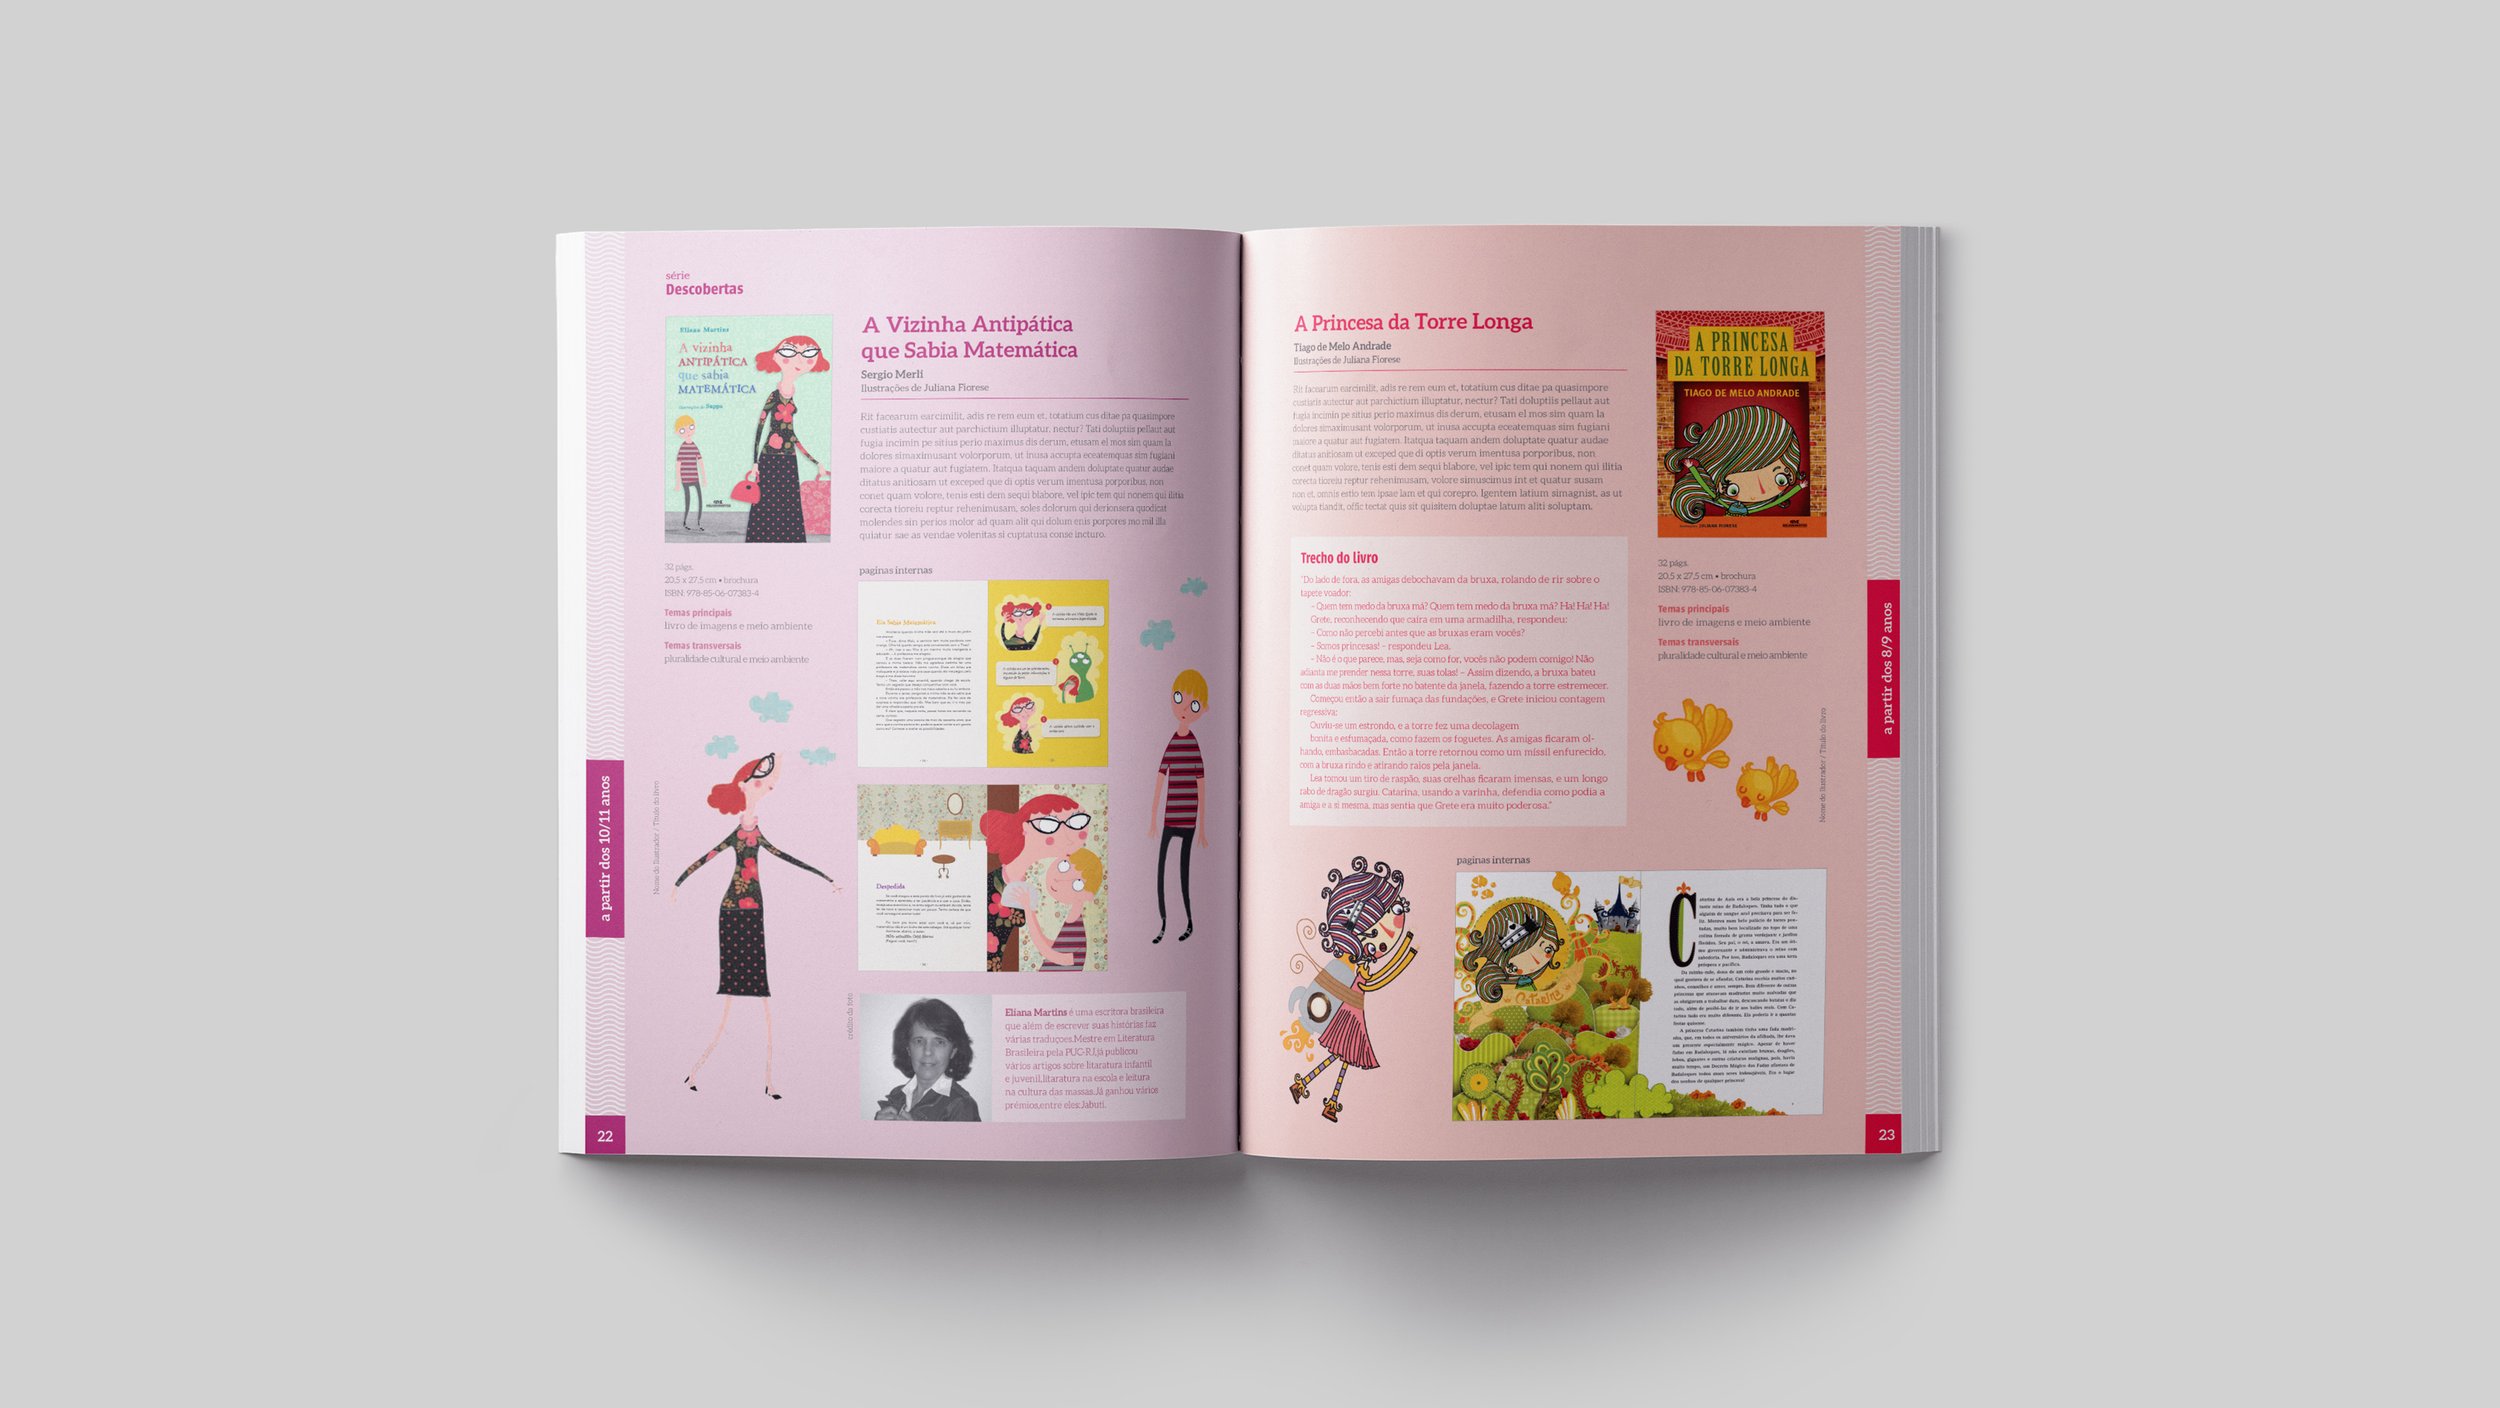 série
Descobertas
Eliane Martins
A vizinha
ANTIPÁTICA
que sabia
MATEMÁTICA
ilustrações de Suppa
A Vizinha Antipática
que Sabia Matemática
Sergio Merli
Ilustrações de Juliana Fiorese
Rit facearum earcimilit, adis re rem eum et, totatium cus ditae pa quasimpore
custiatis autectur aut parchictium illuptatur, nectur? Tati doluptiis pellaut aut
fugia incimin pe sitius perio maximus dis derum, etusam el mos sim quam la
dolores simaximusant volorporum, ut inusa accupta eceatemquas sim fugiani
maiore a quatur aut fugiatem. Itatqua taquam andem doluptate quatur audae
ditatus anitiosam ut exceped que di optis verum imentusa porporibus, non
conet quam volore, tenis esti dem sequi blabore, vel ipic tem qui nonem qui ilitia
corecta tioreiu reptur rehenimusam, soles dolorum qui derionsera quodicat
molendes sin perios molor ad quam alit qui dolum enis porpores mo mil illa
quiatur sae as vendae volenitas si cuptatusa conse incturo.
32 págs.
20,5 x 27,5 cm • brochura
ISBN: 978-85-06-07383-4
Temas principais
livro de imagens e meio ambiente
Temas transversais
pluralidade cultural e meio ambiente
paginas internas
Ela Sabia Matemática
Despedida
a partir dos 10/11 anos
Nome do Ilustrador / Título do livro
crédito da foto
Eliana Martins é uma escritora brasileira
que além de escrever suas histórias faz
várias traduçoes.Mestre em Literatura
Brasileira pela PUC-RJ,já publicou
vários artigos sobre litaratura infantil
e juvenil,litaratura na escola e leitura
na cultura das massas.Já ganhou vários
prémios,entre eles:Jabuti.
22
A Princesa da Torre Longa
Tiago de Melo Andrade
Ilustrações de Juliana Fiorese
Rit facearum earcimilit, adis re rem eum et, totatium cus ditae pa quasimpore
custiatis autectur aut parchictium illuptatur, nectur? Tati doluptiis pellaut aut
fugia incimin pe sitius perio maximus dis derum, etusam el mos sim quam la
dolores simaximusant volorporum, ut inusa accupta eceatemquas sim fugiani
maiore a quatur aut fugiatem. Itatqua taquam andem doluptate quatur audae
ditatus anitiosam ut exceped que di optis verum imentusa porporibus, non
conet quam volore, tenis esti dem sequi blabore, vel ipic tem qui nonem qui ilitia
corecta tioreiu reptur rehenimusam, volore simuscimus int et quatur susam
non et, omnis estio tem ipsae lam et qui corepro. Igentem latium simagnist, as ut
volupta tiandit, offic tectat quis sit quisitem doluptae latum aliti soluptam.
A PRINCESA
DA TORRE LONGA
TIAGO DE MELO ANDRADE
JULIANA FIORESE
Trecho do livro
"Do lado de fora, as amigas debochavam da bruxa, rolando de rir sobre o
tapete voador:
– Quem tem medo da bruxa má? Quem tem medo da bruxa má? Ha! Ha! Ha!
Grete, reconhecendo que caíra em uma armadilha, respondeu:
– Como não percebi antes que as bruxas eram vocês?
– Somos princesas! – respondeu Lea.
– Não é o que parece, mas, seja como for, vocês não podem comigo! Não
adianta me prender nessa torre, suas tolas! – Assim dizendo, a bruxa bateu
com as duas mãos bem forte no batente da janela, fazendo a torre estremecer.
Começou então a sair fumaça das fundações, e Grete iniciou contagem
regressiva;
Ouviu-se um estrondo, e a torre fez uma decolagem
bonita e esfumaçada, como fazem os foguetes. As amigas ficaram ol-
hando, embasbacadas. Então a torre retornou como um míssil enfurecido,
com a bruxa rindo e atirando raios pela janela.
Lea tomou um tiro de raspão, suas orelhas ficaram imensas, e um longo
rabo de dragão surgiu. Catarina, usando a varinha, defendia como podia a
amiga e a si mesma, mas sentia que Grete era muito poderosa."
32 págs.
20,5 x 27,5 cm • brochura
ISBN: 978-85-06-07383-4
Temas principais
livro de imagens e meio ambiente
Temas transversais
pluralidade cultural e meio ambiente
a partir dos 8/9 anos
Nome do Ilustrador / Título do livro
paginas internas
Catarina
23